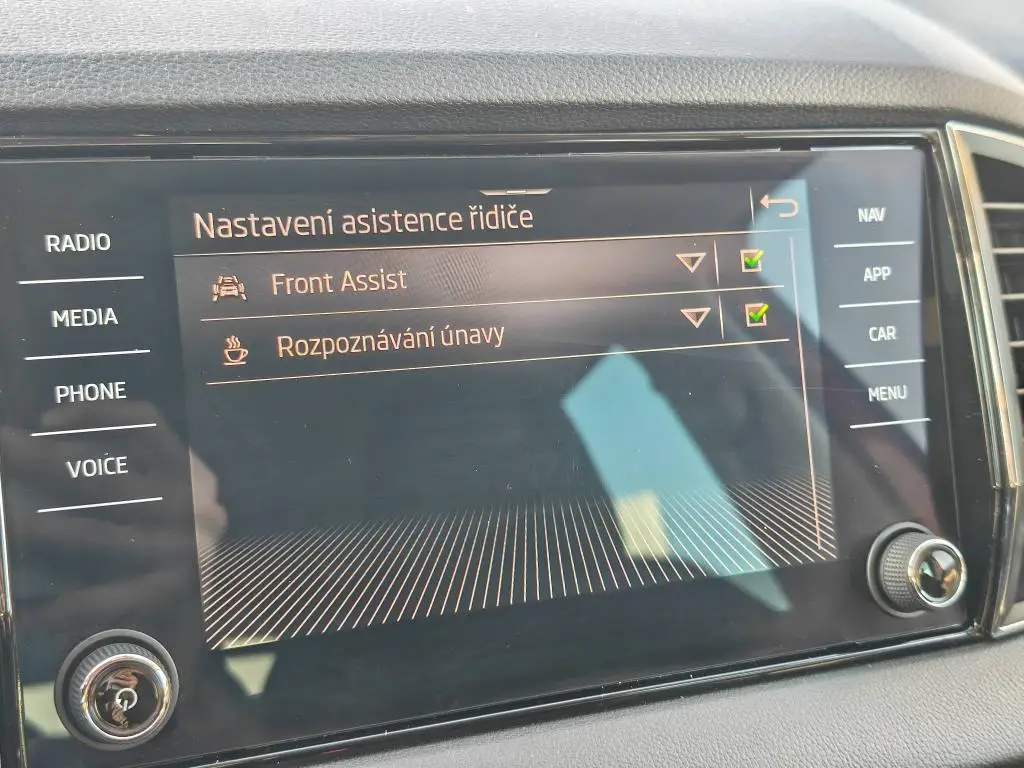 RADIO
MEDIA
PHONE
VOICE
Nastavení asistence řidiče
Front Assist
Rozpoznávání únavy
NAV
APP
CAR
MENU